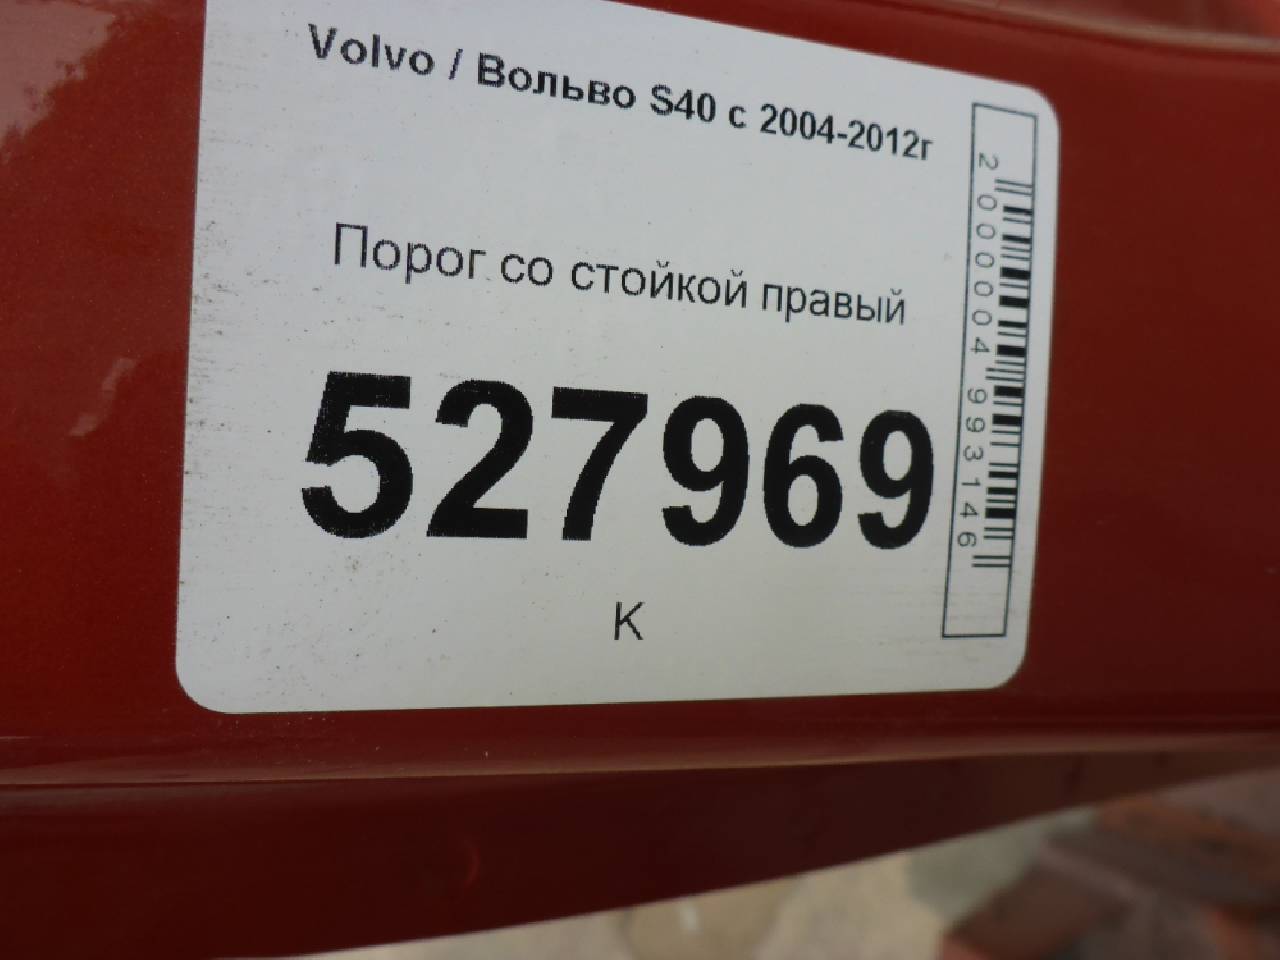 Volvo / Вольво S40 с 2004-2012г
Порог со стойкой правый
527969
К
2000004993146